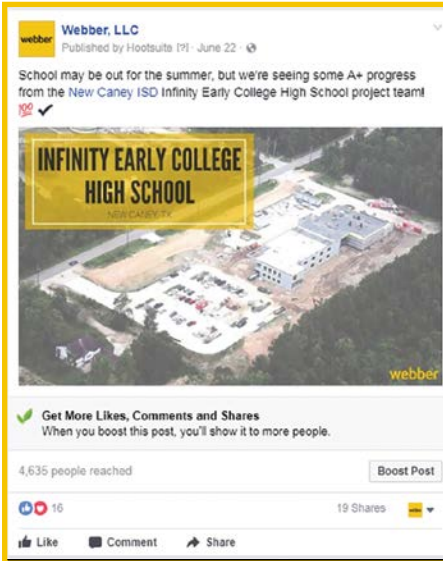 webber
Webber, LLC
Published by Hootsuite [?] · June 22 ·
School may be out for the summer, but we're seeing some A+ progress
from the New Caney ISD Infinity Early College High School project team!
💯 ✔
INFINITY EARLY COLLEGE
HIGH SCHOOL
NEW CANEY, TX
webber
Get More Likes, Comments and Shares
When you boost this post, you'll show it to more people.
4,635 people reached
Boost Post
16
19 Shares
Like Comment Share